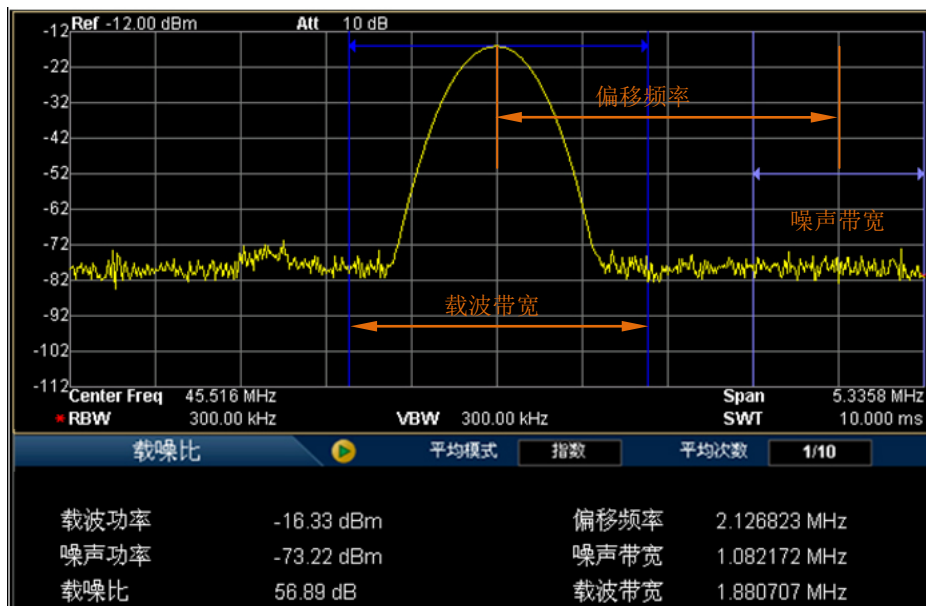 Ref -12.00 dBm Att 10 dB
-12
-22
-32
-42
-52
-62
-72
-82
-92
-102
-112
偏移频率
噪声带宽
载波带宽
Center Freq 45.516 MHz Span 5.3358 MHz
*RBW 300.00 kHz VBW 300.00 kHz SWT 10.000 ms
载噪比 平均模式 指数 平均次数 1/10
载波功率 -16.33 dBm 偏移频率 2.126823 MHz
噪声功率 -73.22 dBm 噪声带宽 1.082172 MHz
载噪比 56.89 dB 载波带宽 1.880707 MHz